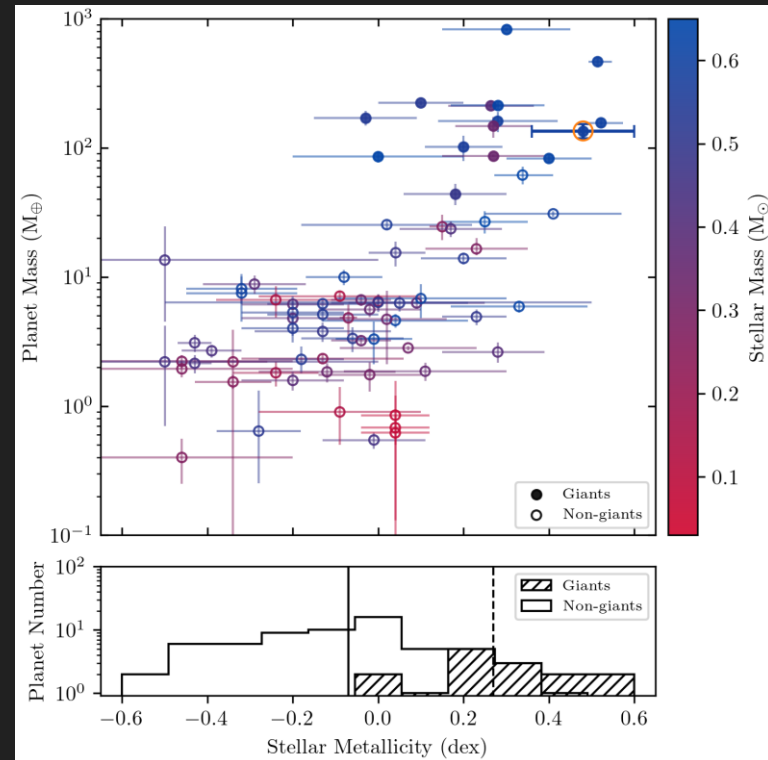 10³
10²
10¹
10⁰
10⁻¹
Planet Mass (M⊕)
Giants
Non-giants
0.6
0.5
0.4
0.3
0.2
0.1
Stellar Mass (M⊙)
10²
10¹
10⁰
Planet Number
Giants
Non-giants
−0.6 −0.4 −0.2 0.0 0.2 0.4 0.6
Stellar Metallicity (dex)